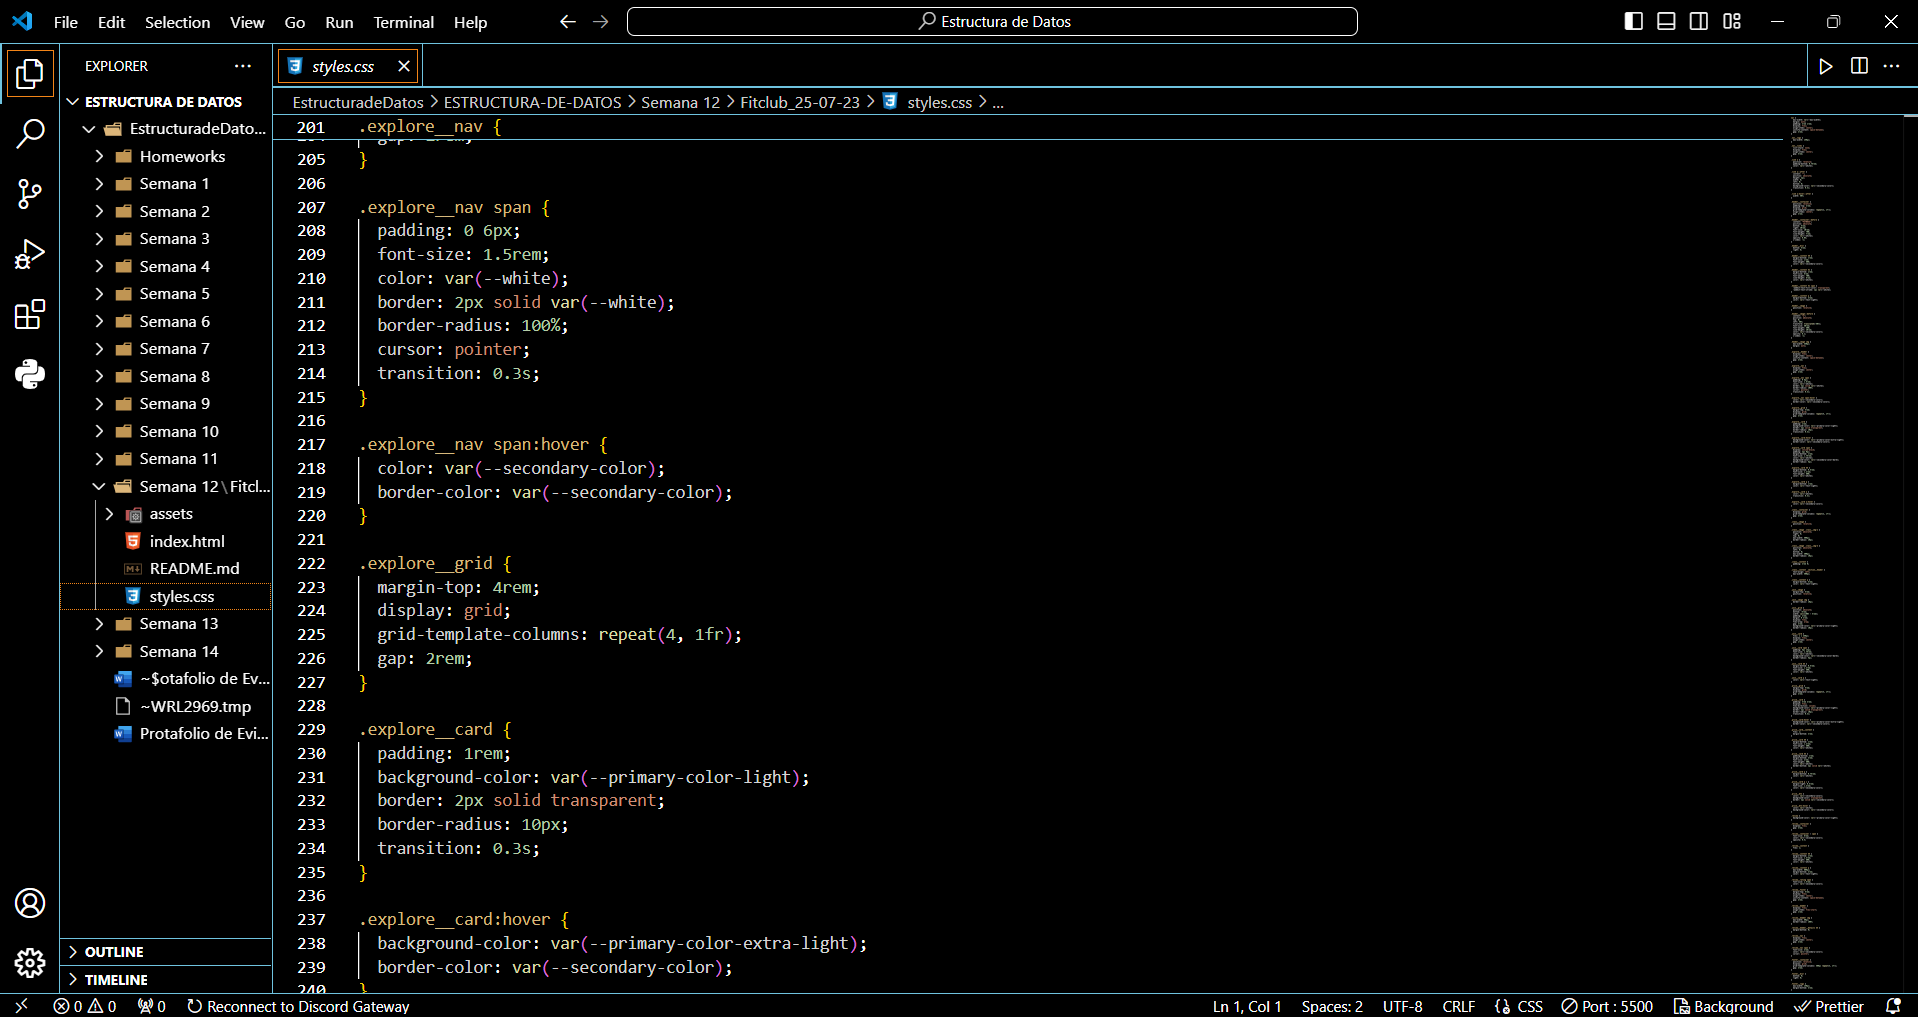 File Edit Selection View Go Run Terminal Help
Estructura de Datos
EXPLORER
ESTRUCTURA DE DATOS
EstructuradeDato...
Homeworks
Semana 1
Semana 2
Semana 3
Semana 4
Semana 5
Semana 6
Semana 7
Semana 8
Semana 9
Semana 10
Semana 11
Semana 12\Fitcl...
assets
index.html
README.md
styles.css
Semana 13
Semana 14
~$otafolio de Ev...
~WRL2969.tmp
Protafolio de Evi...
OUTLINE
TIMELINE
styles.css
EstructuradeDatos > ESTRUCTURA-DE-DATOS > Semana 12 > Fitclub_25-07-23 > styles.css > ...
201 .explore__nav {
205 }
206
207 .explore__nav span {
208 padding: 0 6px;
209 font-size: 1.5rem;
210 color: var(--white);
211 border: 2px solid var(--white);
212 border-radius: 100%;
213 cursor: pointer;
214 transition: 0.3s;
215 }
216
217 .explore__nav span:hover {
218 color: var(--secondary-color);
219 border-color: var(--secondary-color);
220 }
221
222 .explore__grid {
223 margin-top: 4rem;
224 display: grid;
225 grid-template-columns: repeat(4, 1fr);
226 gap: 2rem;
227 }
228
229 .explore__card {
230 padding: 1rem;
231 background-color: var(--primary-color-light);
232 border: 2px solid transparent;
233 border-radius: 10px;
234 transition: 0.3s;
235 }
236
237 .explore__card:hover {
238 background-color: var(--primary-color-extra-light);
239 border-color: var(--secondary-color);
240 }
0 0 0 Reconnect to Discord Gateway Ln 1, Col 1 Spaces: 2 UTF-8 CRLF CSS Port : 5500 Background Prettier